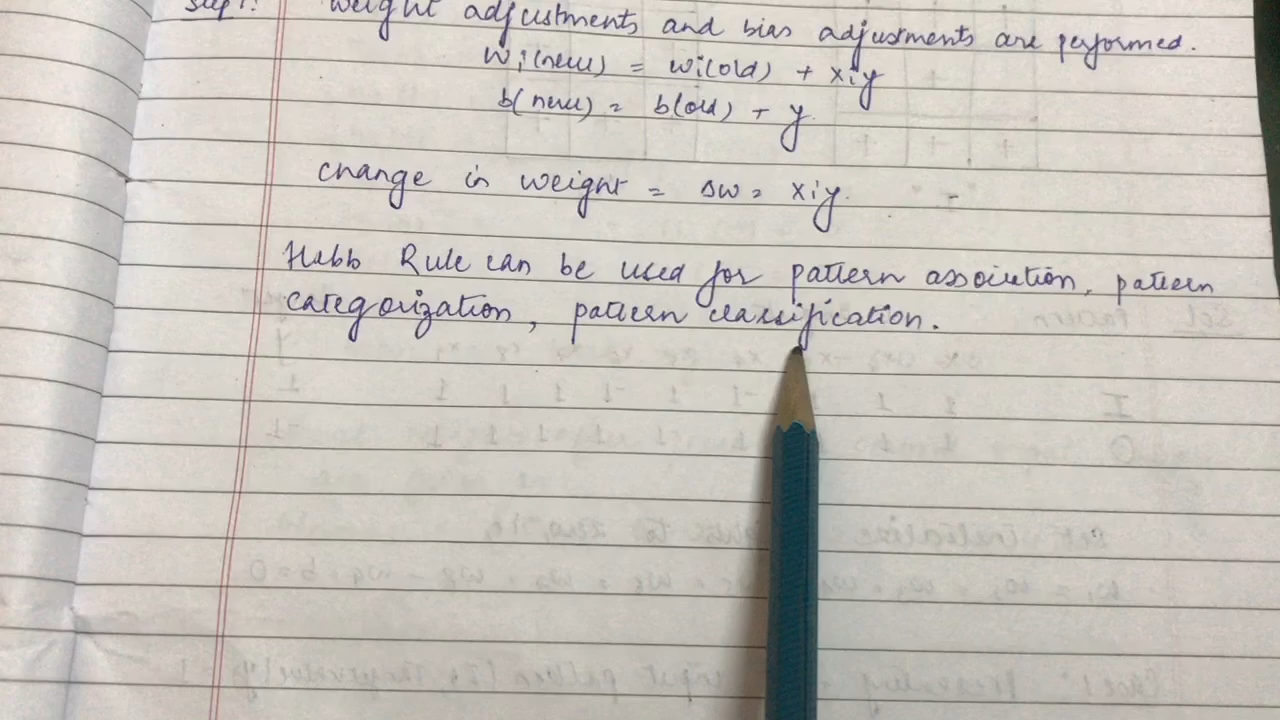 Weight adjustments and bias adjustments are performed.
wi(new) = wi(old) + xiy
b(new) = b(old) + y
change in weight = Δw = xiy.
Hebb Rule can be used for pattern association, pattern
categorization, pattern classification.